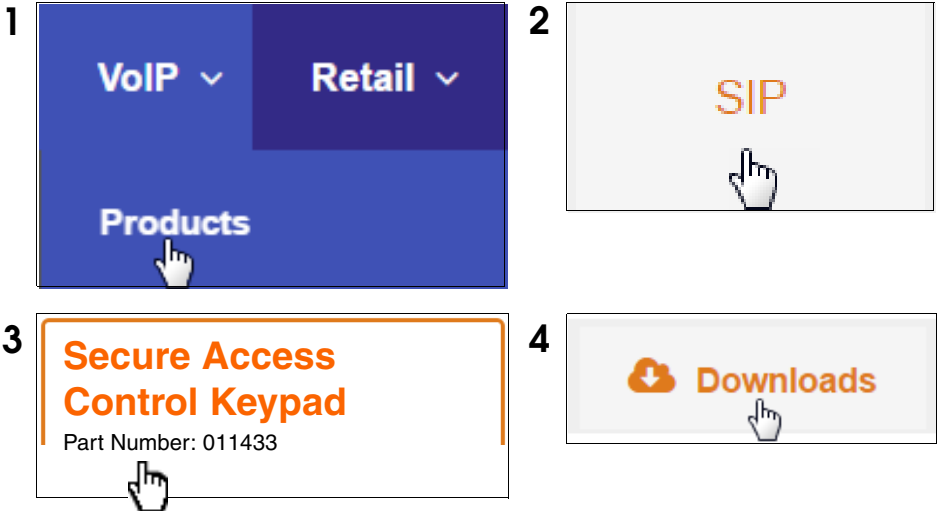 1
VoIP Retail
Products
2
SIP
3
Secure Access
Control Keypad
Part Number: 011433
4
Downloads